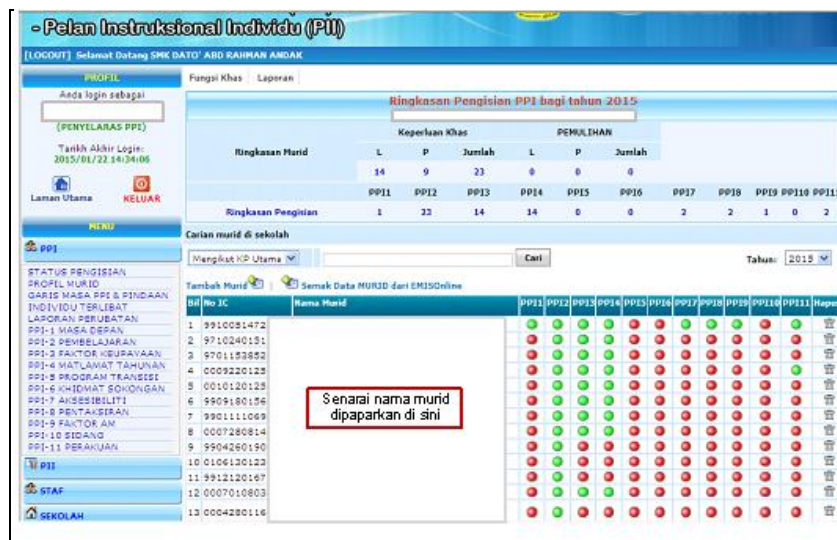 - Pelan Instruksional Individu (PII)
[LOGOUT] Selamat Datang SMK DATO' ABD RAHMAN ANDAK
PROFIL
Anda login sebagai
(PENYELARAS PPI)
Tarikh Akhir Login:
2015/01/22 14:34:06
Laman Utama KELUAR
MENU
PPI
STATUS PENGISIAN
PROFIL MURID
GARIS MASA PPI & PINDAAN
INDIVIDU TERLIBAT
LAPORAN PERUBATAN
PPI-1 MASA DEPAN
PPI-2 PEMBELAJARAN
PPI-3 FAKTOR KEUPAYAAN
PPI-4 MATLAMAT TAHUNAN
PPI-5 PROGRAM TRANSISI
PPI-6 KHIDMAT SOKONGAN
PPI-7 AKSESIBILITI
PPI-8 PENTAKSIRAN
PPI-9 FAKTOR AM
PPI-10 SIDANG
PPI-11 PERAKUAN
PII
STAF
SEKOLAH
Fungsi Khas Laporan
Ringkasan Pengisian PPI bagi tahun 2015
Keperluan Khas PEMULIHAN
Ringkasan Murid L P Jumlah L P Jumlah
14 9 23 0 0 0
PPI1 PPI2 PPI3 PPI4 PPI5 PPI6 PPI7 PPI8 PPI9 PPI10 PPI11
Ringkasan Pengisian 1 23 14 14 0 0 2 2 1 0 2
Carian murid di sekolah
Mengikut KP Utama Cari Tahun: 2015
Tambah Murid | Semak Data MURID dari EMISOnline
Bil No IC Nama Murid PPI1 PPI2 PPI3 PPI4 PPI5 PPI6 PPI7 PPI8 PPI9 PPI10 PPI11 Hapus
1 9910081472
2 9710240151
3 9701153852
4 0009220125
5 0010120125
6 9909180156
7 9901111069
8 0007280814
9 9904260190
10 0106130123
11 9912120167
12 0007010803
13 0004280116
Senarai nama murid
dipaparkan di sini